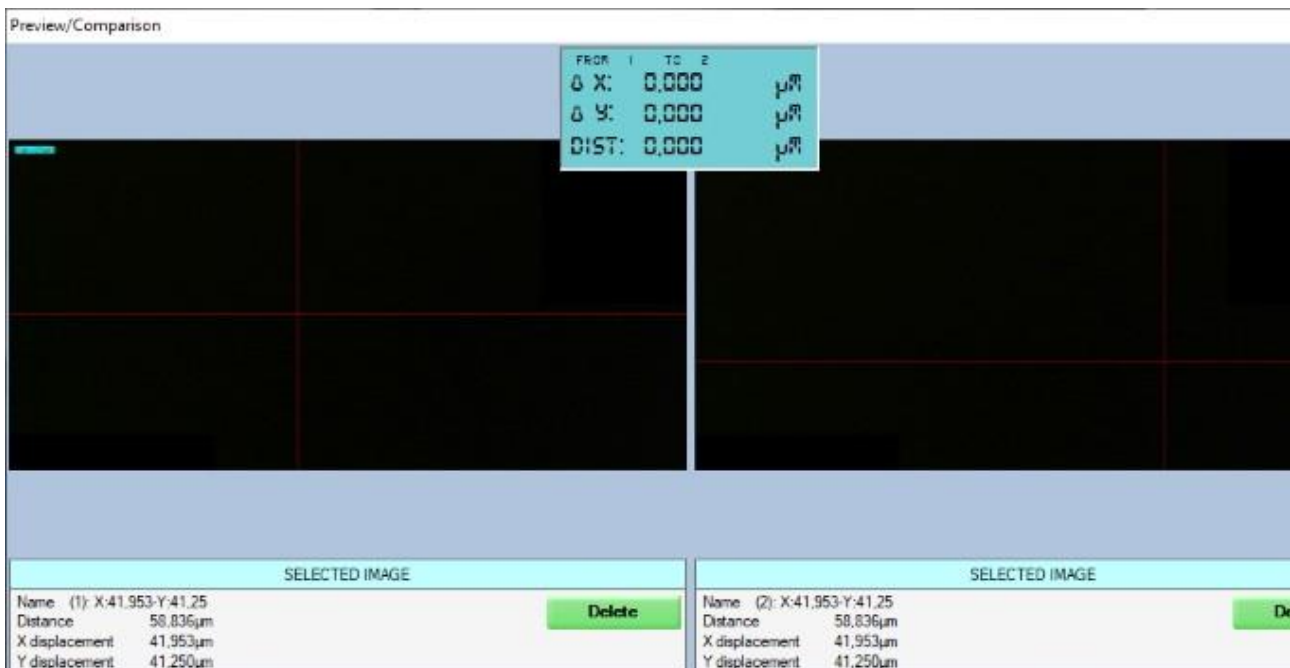 Preview/Comparison
FROM 1 TO 2
Δ X: 0,000 µm
Δ Y: 0,000 µm
DIST: 0,000 µm
SELECTED IMAGE
Name (1): X:41,953-Y:41,25
Delete
Distance 58,836µm
X displacement 41,953µm
Y displacement 41,250µm
SELECTED IMAGE
Name (2): X:41,953-Y:41,25
De
Distance 58,836µm
X displacement 41,953µm
Y displacement 41,250µm